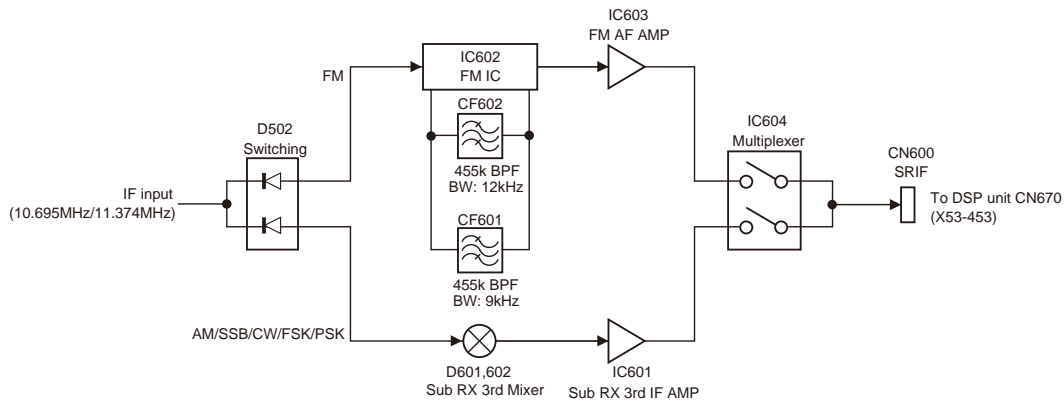 IC603
FM AF AMP
IC602
FM IC
FM
CF602
D502
Switching
IC604
Multiplexer
CN600
SRIF
455k BPF
BW: 12kHz
IF input
(10.695MHz/11.374MHz)
To DSP unit CN670
(X53-453)
CF601
455k BPF
BW: 9kHz
AM/SSB/CW/FSK/PSK
D601,602
Sub RX 3rd Mixer
IC601
Sub RX 3rd IF AMP